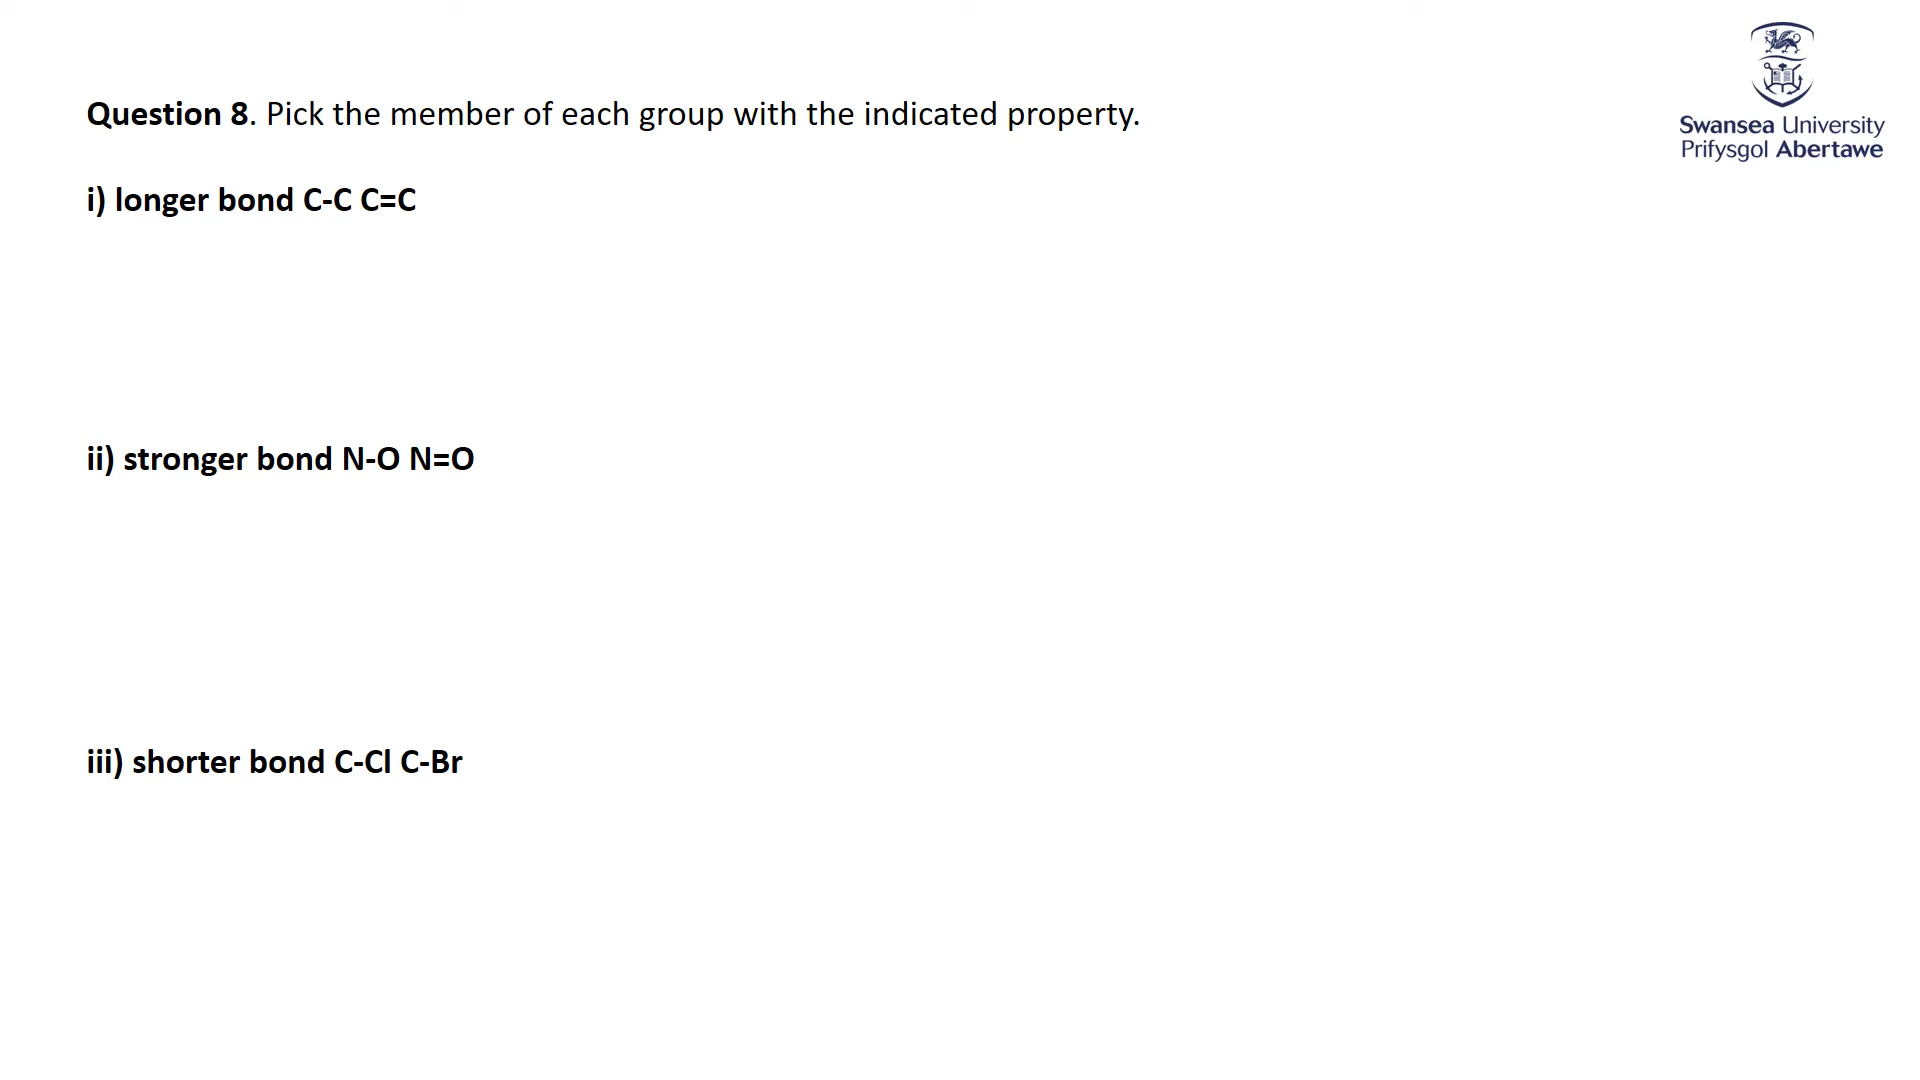 Swansea University
Prifysgol Abertawe
Question 8. Pick the member of each group with the indicated property.
i) longer bond C-C C=C
ii) stronger bond N-O N=O
iii) shorter bond C-Cl C-Br